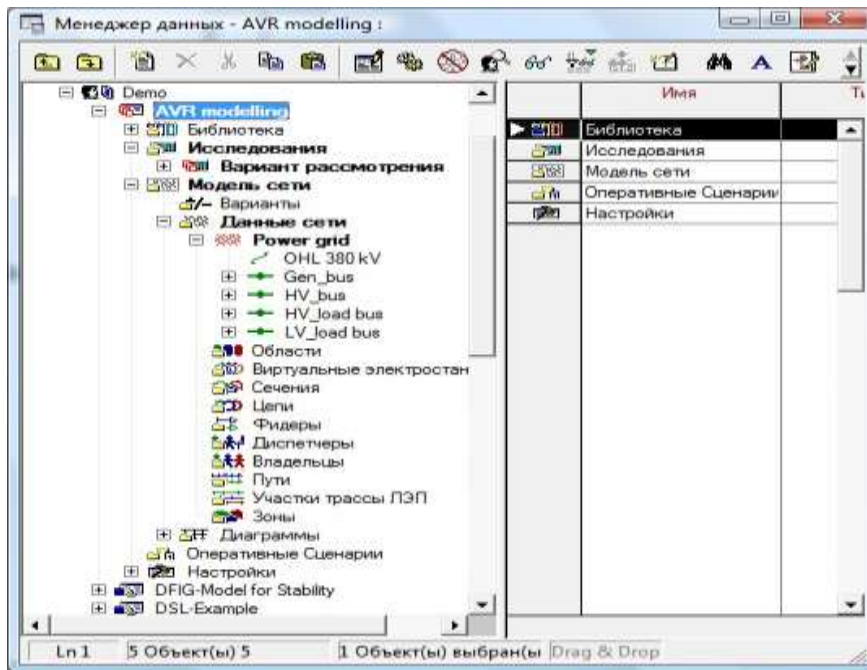 Менеджер данных - AVR modelling :
Demo
AVR modelling
Библиотека
Исследования
Вариант рассмотрения
Модель сети
Варианты
Данные сети
Power grid
OHL 380 kV
Gen_bus
HV_bus
HV_load bus
LV_load bus
Области
Виртуальные электростан
Сечения
Цепи
Фидеры
Диспетчеры
Владельцы
Пути
Участки трассы ЛЭП
Зоны
Диаграммы
Оперативные Сценарии
Настройки
DFIG-Model for Stability
DSL-Example
Имя
Библиотека
Исследования
Модель сети
Оперативные Сценарии
Настройки
Ln 1 5 Объект(ы) 5 1 Объект(ы) выбран(ы Drag & Drop